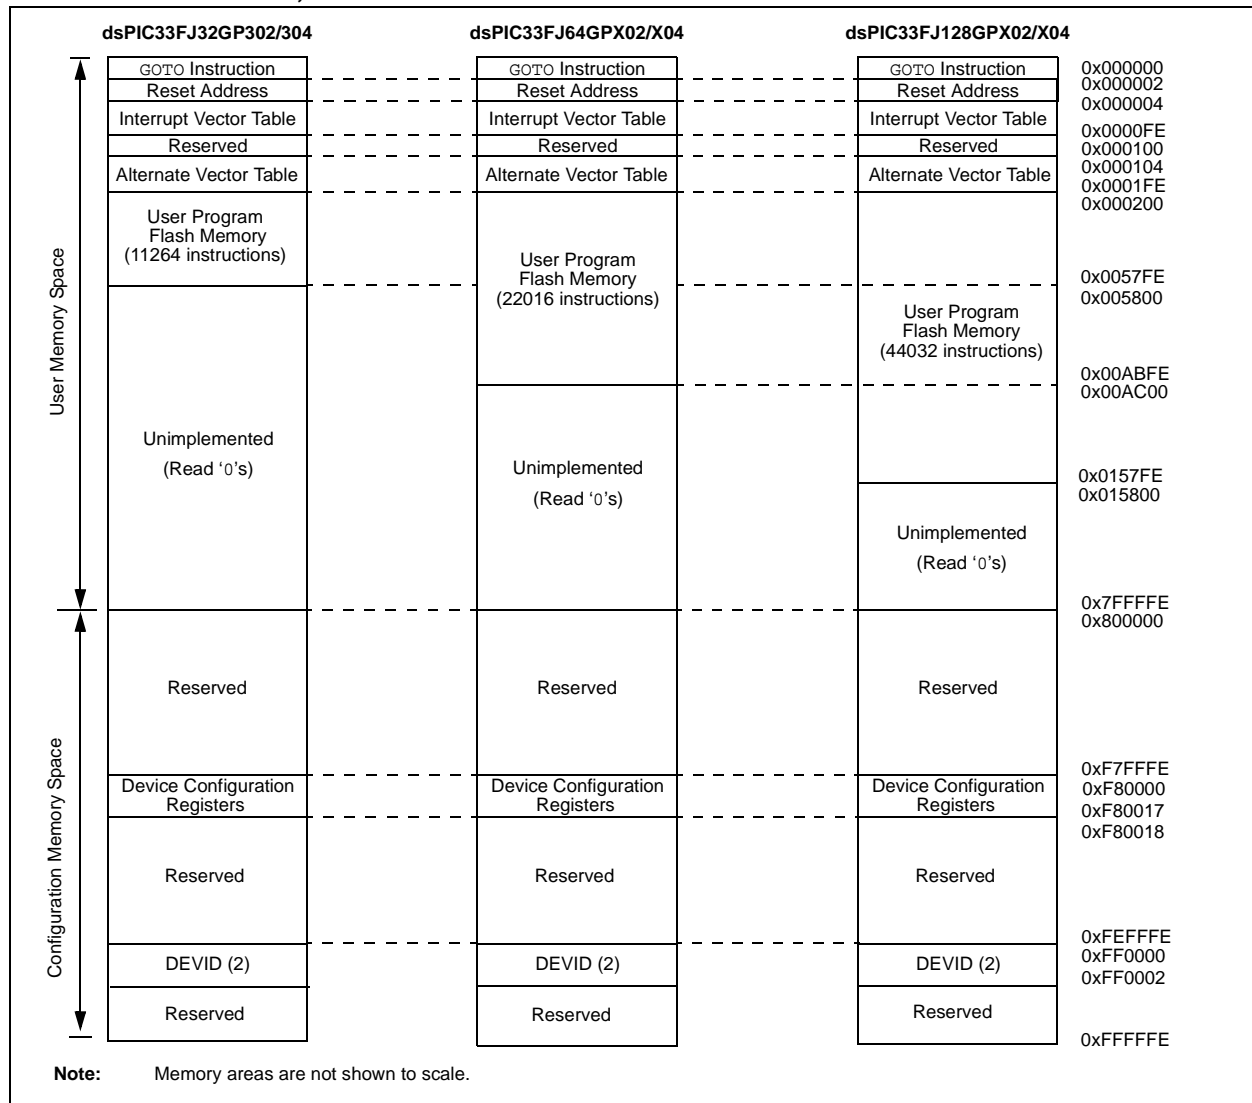 dsPIC33FJ32GP302/304
dsPIC33FJ64GPX02/X04
dsPIC33FJ128GPX02/X04
User Memory Space
Configuration Memory Space
GOTO Instruction
Reset Address
Interrupt Vector Table
Reserved
Alternate Vector Table
User Program
Flash Memory
(11264 instructions)
Unimplemented
(Read ‘0’s)
Reserved
Device Configuration
Registers
Reserved
DEVID (2)
Reserved
GOTO Instruction
Reset Address
Interrupt Vector Table
Reserved
Alternate Vector Table
User Program
Flash Memory
(22016 instructions)
Unimplemented
(Read ‘0’s)
Reserved
Device Configuration
Registers
Reserved
DEVID (2)
Reserved
GOTO Instruction
Reset Address
Interrupt Vector Table
Reserved
Alternate Vector Table
User Program
Flash Memory
(44032 instructions)
Unimplemented
(Read ‘0’s)
Reserved
Device Configuration
Registers
Reserved
DEVID (2)
Reserved
0x000000
0x000002
0x000004
0x0000FE
0x000100
0x000104
0x0001FE
0x000200
0x0057FE
0x005800
0x00ABFE
0x00AC00
0x0157FE
0x015800
0x7FFFFE
0x800000
0xF7FFFE
0xF80000
0xF80017
0xF80018
0xFEFFFE
0xFF0000
0xFF0002
0xFFFFFE
Note: Memory areas are not shown to scale.